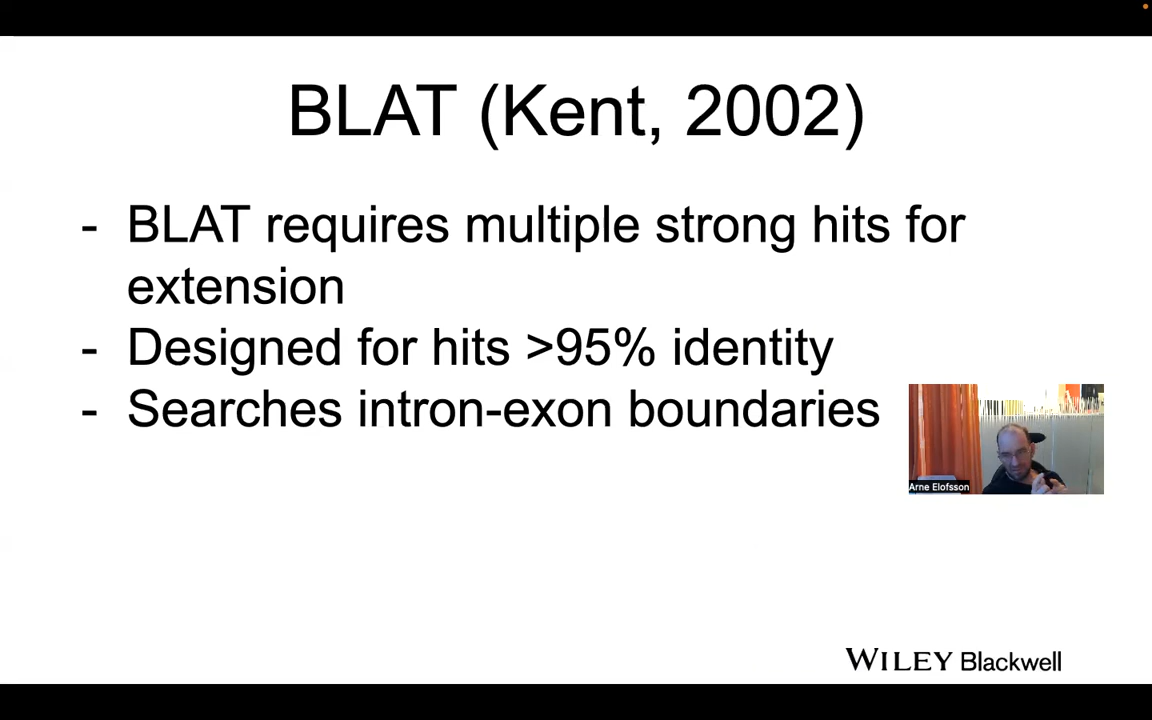 BLAT (Kent, 2002)
- BLAT requires multiple strong hits for
extension
- Designed for hits >95% identity
- Searches intron-exon boundaries
Arne Elofsson
WILEY Blackwell